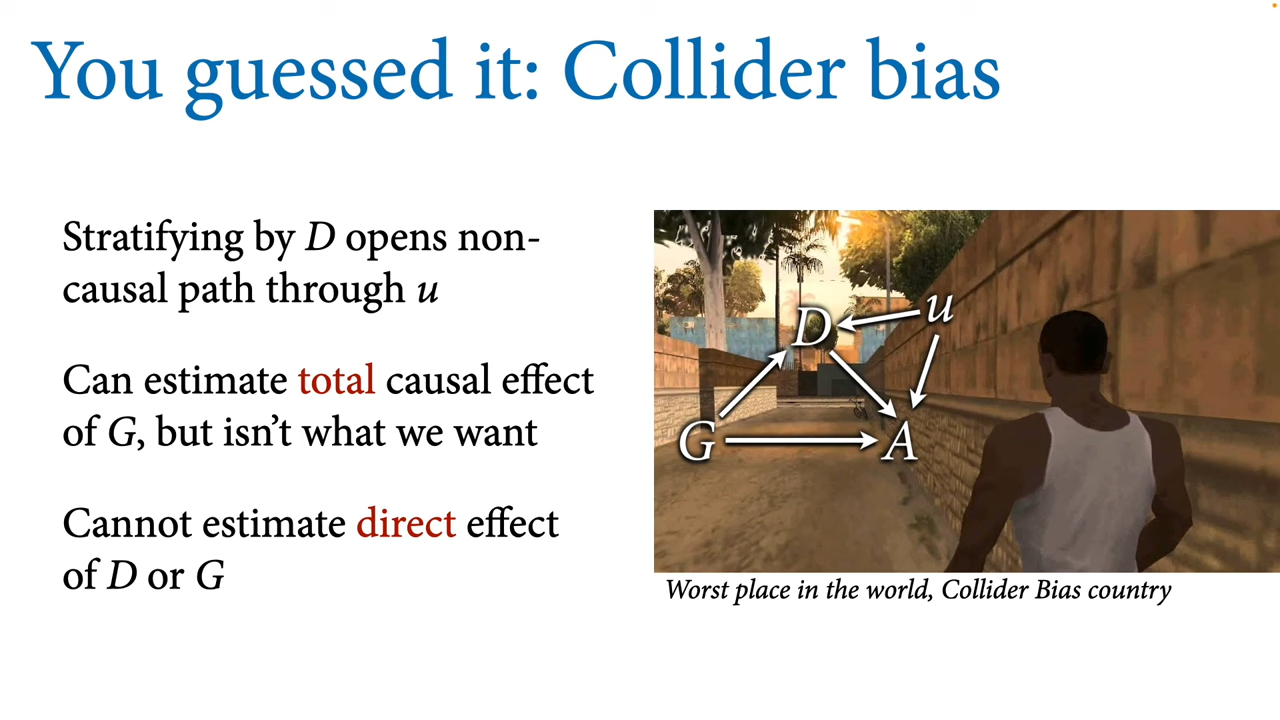 You guessed it: Collider bias
Stratifying by D opens non-
causal path through u
Can estimate total causal effect
of G, but isn’t what we want
Cannot estimate direct effect
of D or G
D
u
G
A
Worst place in the world, Collider Bias country